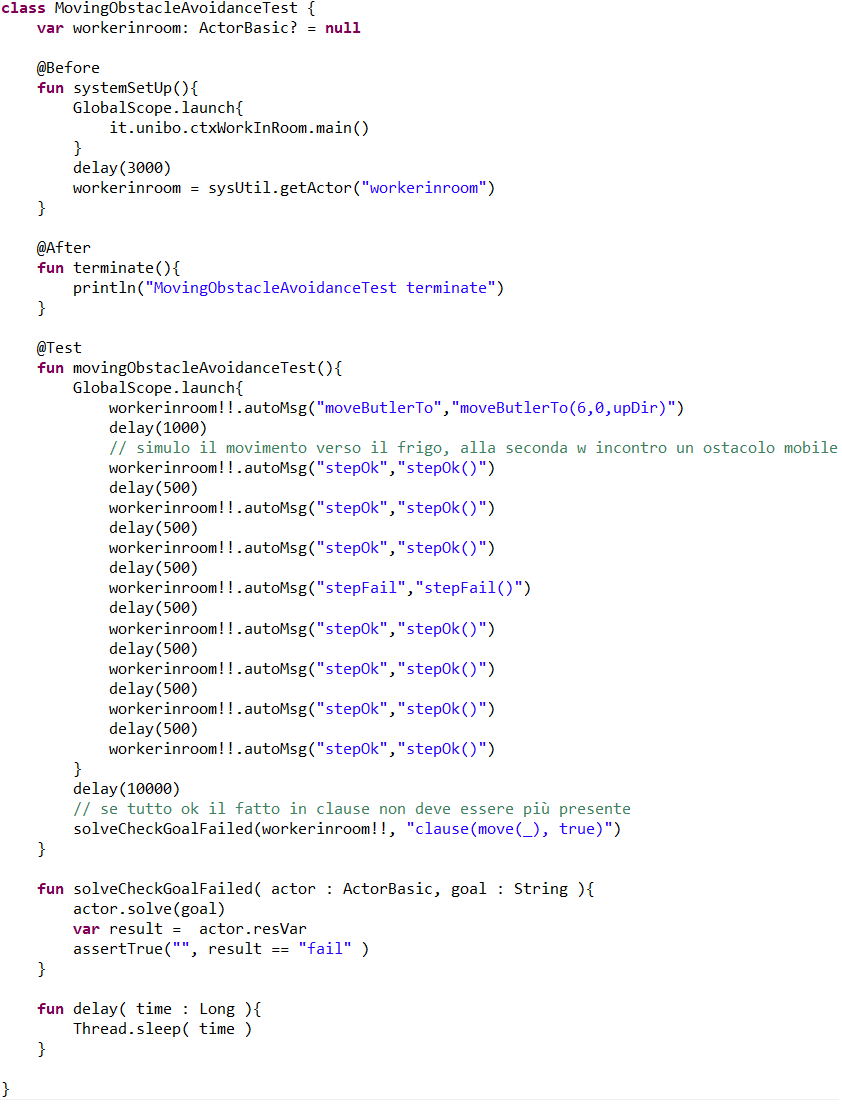 class MovingObstacleAvoidanceTest {
    var workerinroom: ActorBasic? = null

    @Before
    fun systemSetUp(){
        GlobalScope.launch{
            it.unibo.ctxWorkInRoom.main()
        }
        delay(3000)
        workerinroom = sysUtil.getActor("workerinroom")
    }

    @After
    fun terminate(){
        println("MovingObstacleAvoidanceTest terminate")
    }

    @Test
    fun movingObstacleAvoidanceTest(){
        GlobalScope.launch{
            workerinroom!!.autoMsg("moveButlerTo","moveButlerTo(6,0,upDir)")
            delay(1000)
            // simulo il movimento verso il frigo, alla seconda w incontro un ostacolo mobile
            workerinroom!!.autoMsg("stepOk","stepOk()")
            delay(500)
            workerinroom!!.autoMsg("stepOk","stepOk()")
            delay(500)
            workerinroom!!.autoMsg("stepOk","stepOk()")
            delay(500)
            workerinroom!!.autoMsg("stepFail","stepFail()")
            delay(500)
            workerinroom!!.autoMsg("stepOk","stepOk()")
            delay(500)
            workerinroom!!.autoMsg("stepOk","stepOk()")
            delay(500)
            workerinroom!!.autoMsg("stepOk","stepOk()")
            delay(500)
            workerinroom!!.autoMsg("stepOk","stepOk()")
        }
        delay(10000)
        // se tutto ok il fatto in clause non deve essere più presente
        solveCheckGoalFailed(workerinroom!!, "clause(move(_), true)")
    }

    fun solveCheckGoalFailed( actor : ActorBasic, goal : String ){
        actor.solve(goal)
        var result =  actor.resVar
        assertTrue("", result == "fail" )
    }

    fun delay( time : Long ){
        Thread.sleep( time )
    }

}